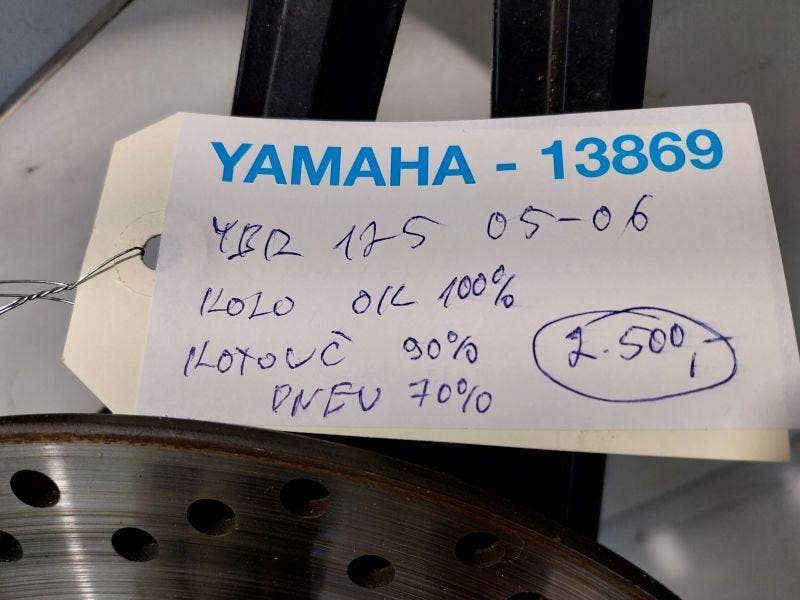 YAMAHA - 13869
YBR 125 05-06
KOLO OK 100%
KOTOUČ 90%
2.500,-
PNEU 70%